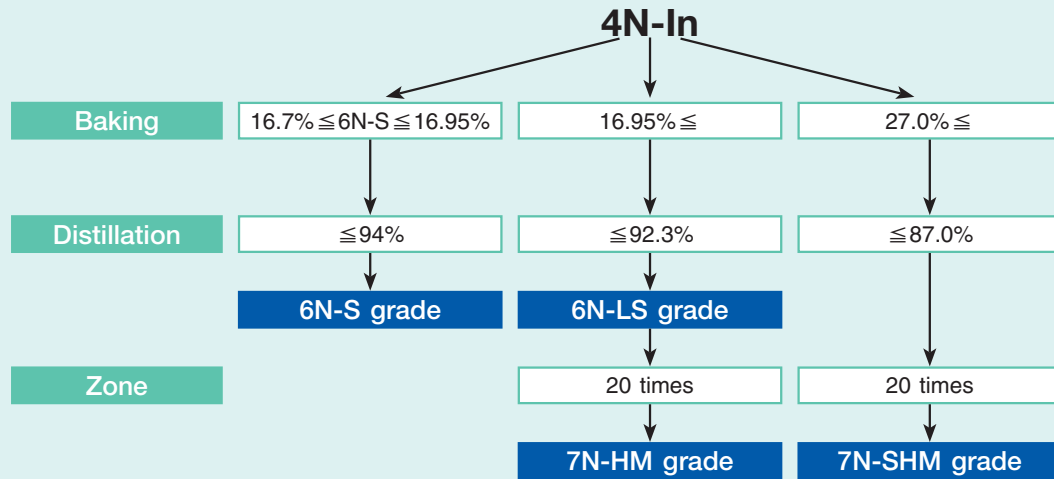 4N-In
Baking
16.7%≦6N-S≦16.95%
16.95%≦
27.0%≦
Distillation
≦94%
≦92.3%
≦87.0%
6N-S grade
6N-LS grade
Zone
20 times
20 times
7N-HM grade
7N-SHM grade